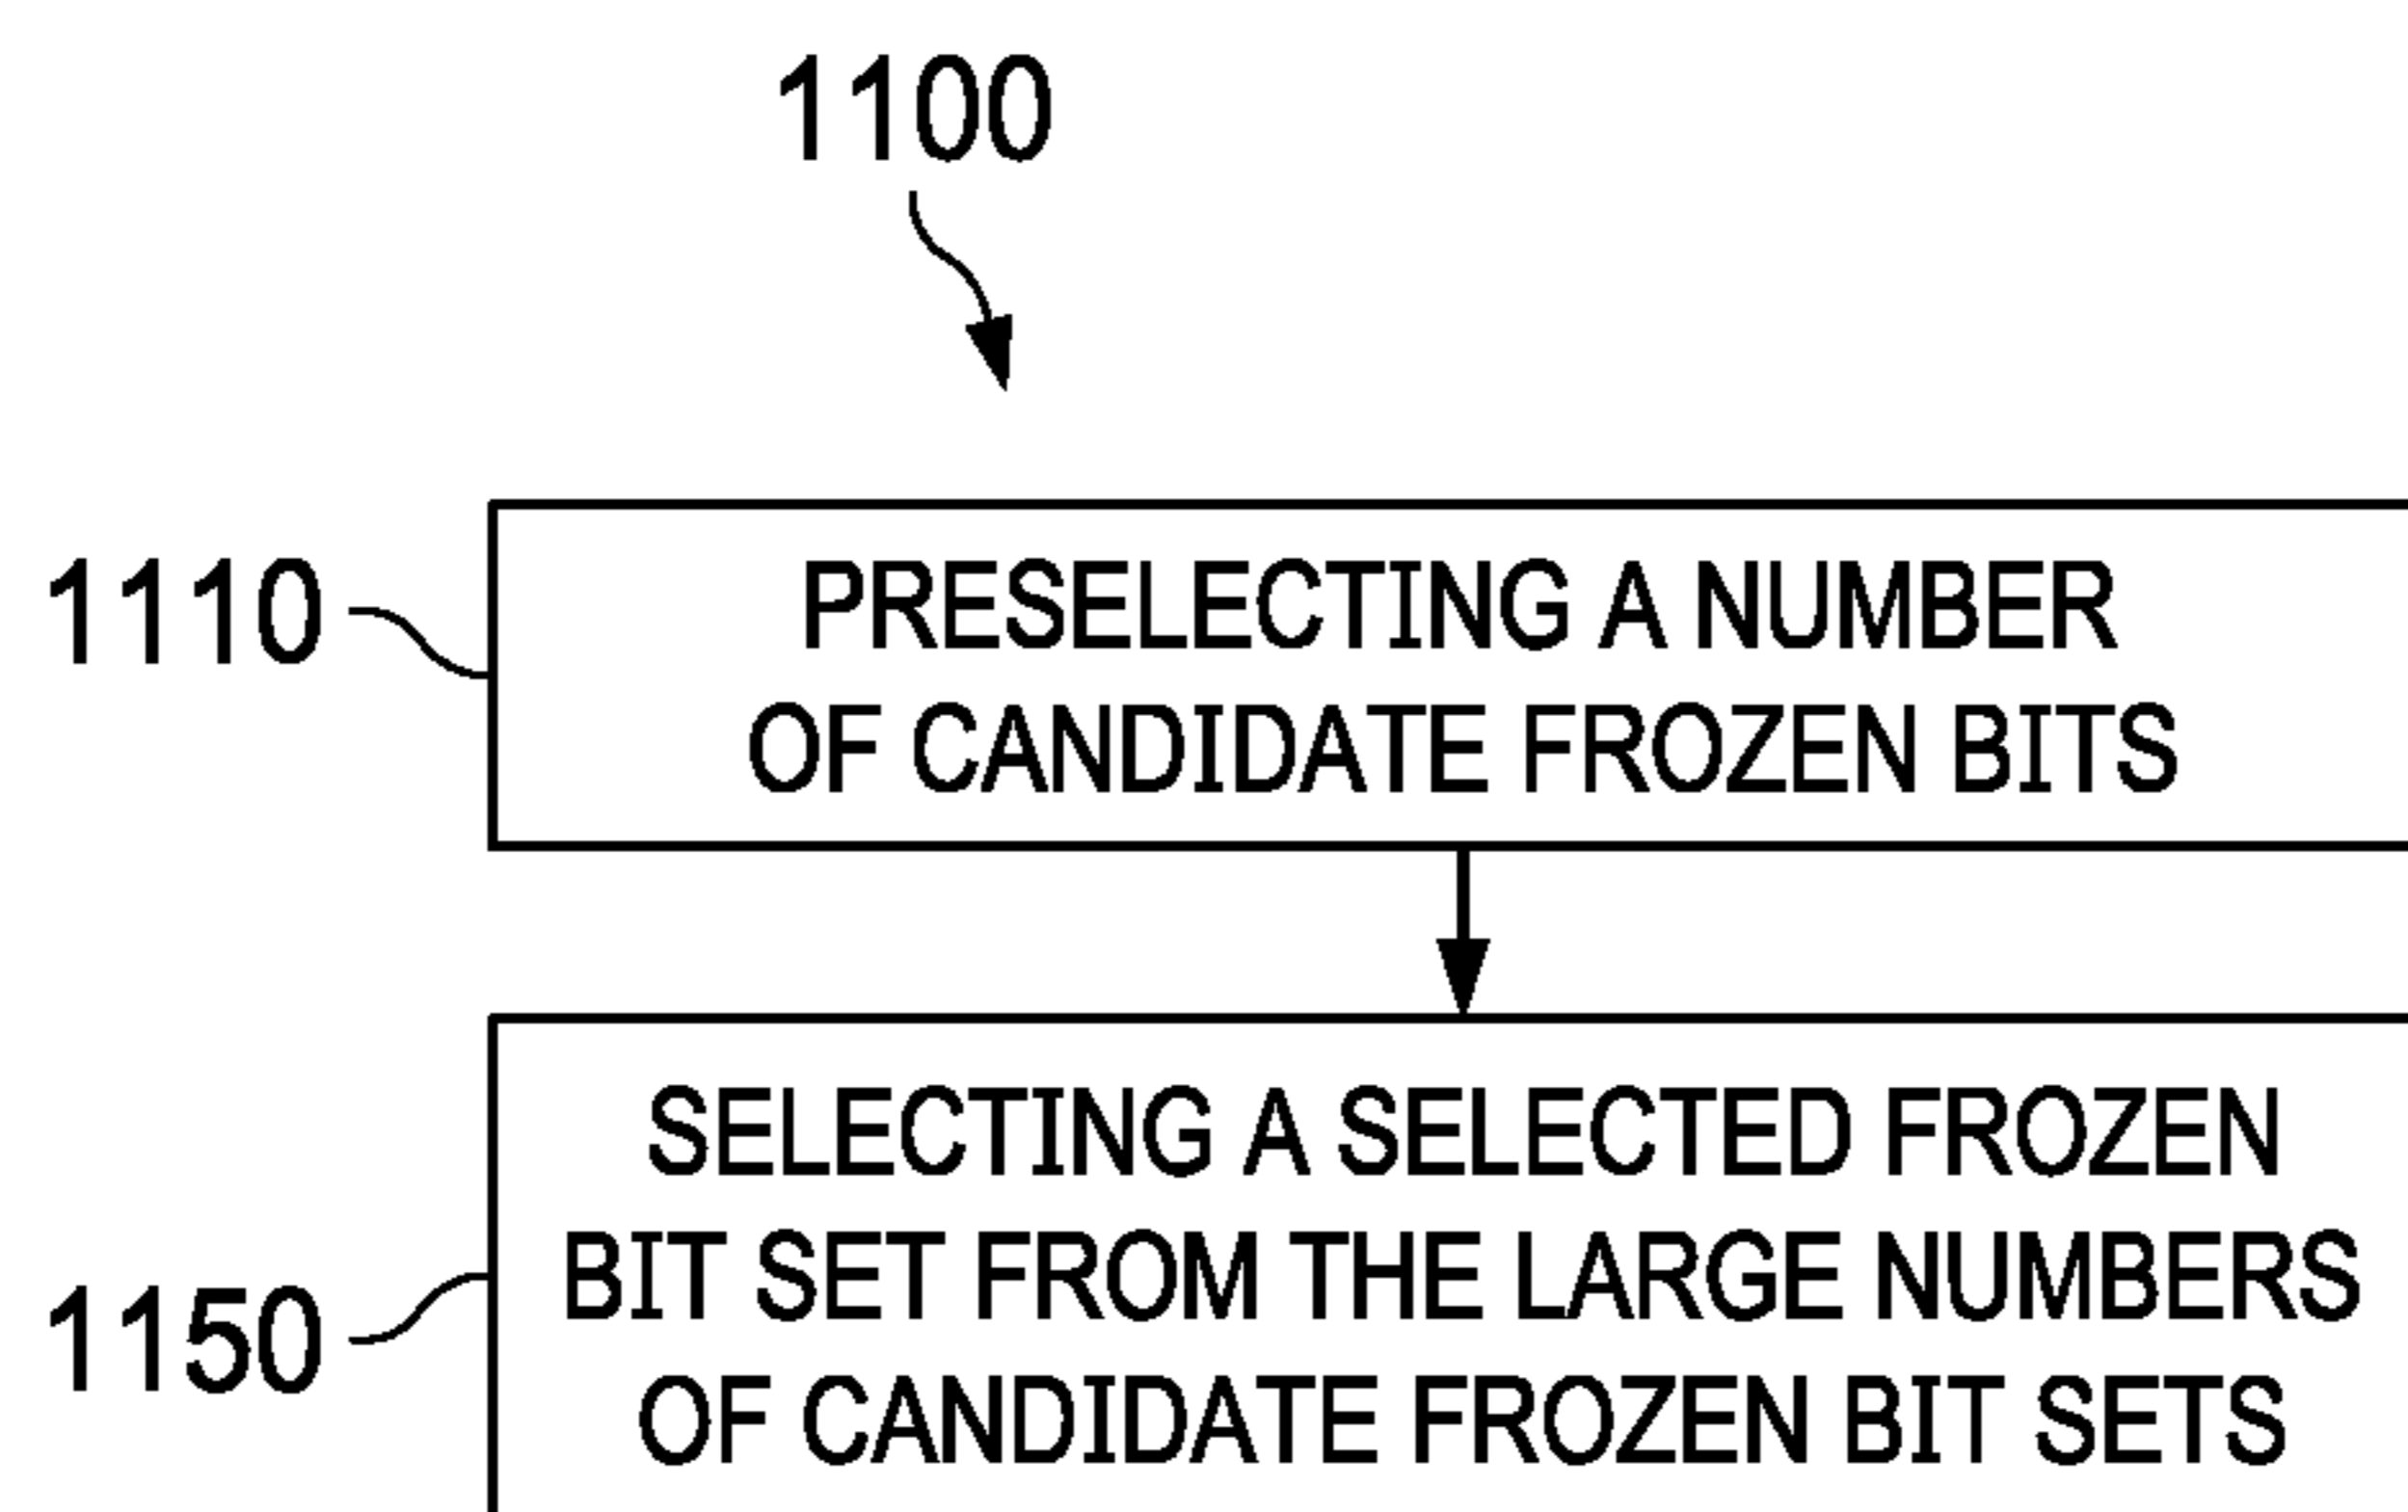 1100
1110
PRESELECTING A NUMBER
OF CANDIDATE FROZEN BITS
1150
SELECTING A SELECTED FROZEN
BIT SET FROM THE LARGE NUMBERS
OF CANDIDATE FROZEN BIT SETS